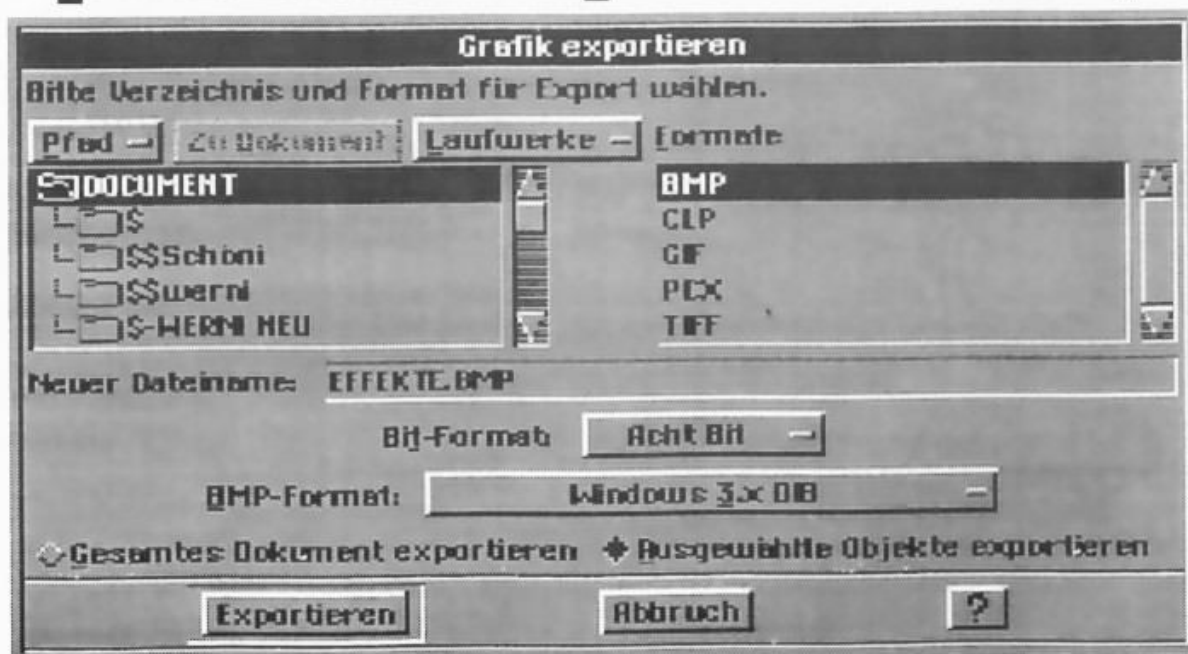 Grafik exportieren
Bitte Verzeichnis und Format für Export wählen.
Pfad Zu Dokument Laufwerke Formate
DOCUMENT
$
$$Schöni
$$werni
$-WERNI NEU
BMP
CLP
GIF
PCX
TIFF
Neuer Dateiname: EFFEKTE.BMP
Bit-Format: Acht Bit
BMP-Format: Windows 3.x DIB
Gesamtes Dokument exportieren Ausgewählte Objekte exportieren
Exportieren Abbruch ?